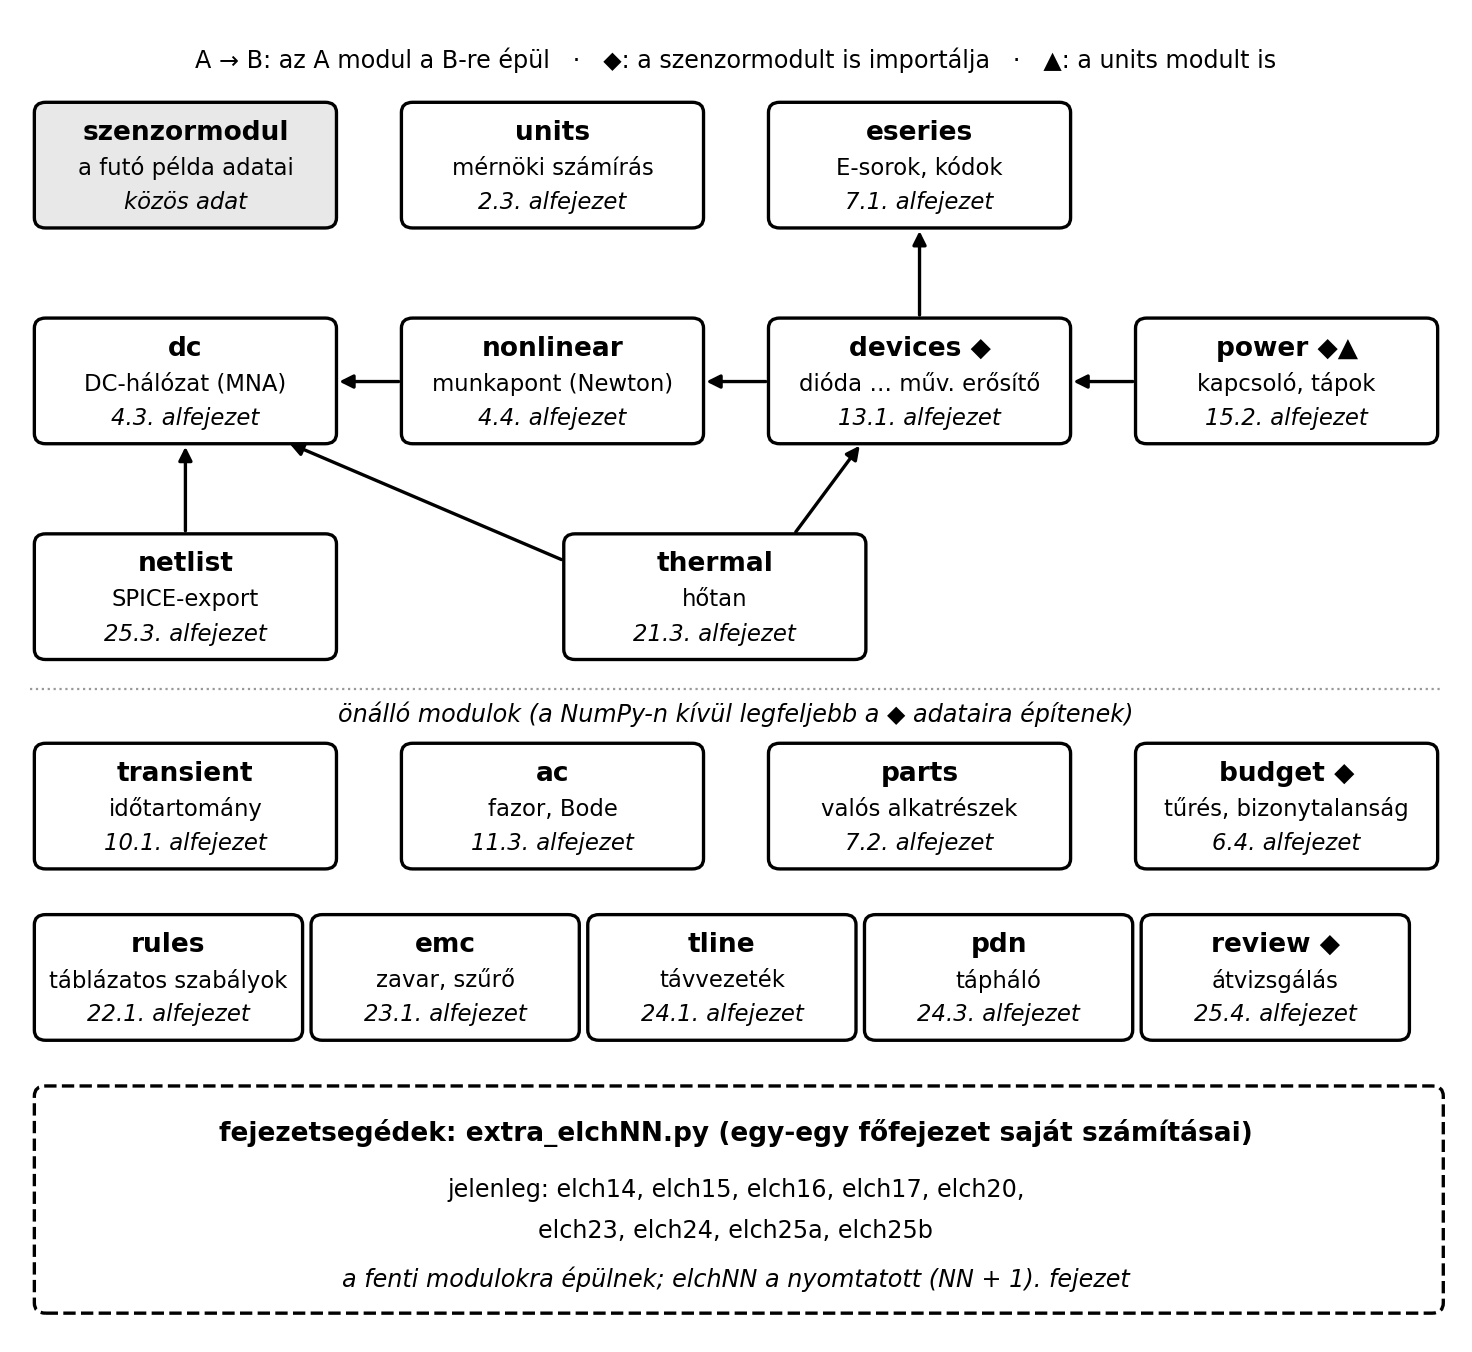 A → B: az A modul a B-re épül · ◆: a szenzormodult is importálja · ▲: a units modult is
szenzormodul
a futó példa adatai
közös adat
units
mérnöki számírás
2.3. alfejezet
eseries
E-sorok, kódok
7.1. alfejezet
dc
DC-hálózat (MNA)
4.3. alfejezet
nonlinear
munkapont (Newton)
4.4. alfejezet
devices ◆
dióda ... műv. erősítő
13.1. alfejezet
power ◆▲
kapcsoló, tápok
15.2. alfejezet
netlist
SPICE-export
25.3. alfejezet
thermal
hőtan
21.3. alfejezet
önálló modulok (a NumPy-n kívül legfeljebb a ◆ adataira építenek)
transient
időtartomány
10.1. alfejezet
ac
fazor, Bode
11.3. alfejezet
parts
valós alkatrészek
7.2. alfejezet
budget ◆
tűrés, bizonytalanság
6.4. alfejezet
rules
táblázatos szabályok
22.1. alfejezet
emc
zavar, szűrő
23.1. alfejezet
tline
távvezeték
24.1. alfejezet
pdn
tápháló
24.3. alfejezet
review ◆
átvizsgálás
25.4. alfejezet
fejezetsegédek: extra_elchNN.py (egy-egy főfejezet saját számításai)
jelenleg: elch14, elch15, elch16, elch17, elch20,
elch23, elch24, elch25a, elch25b
a fenti modulokra épülnek; elchNN a nyomtatott (NN + 1). fejezet